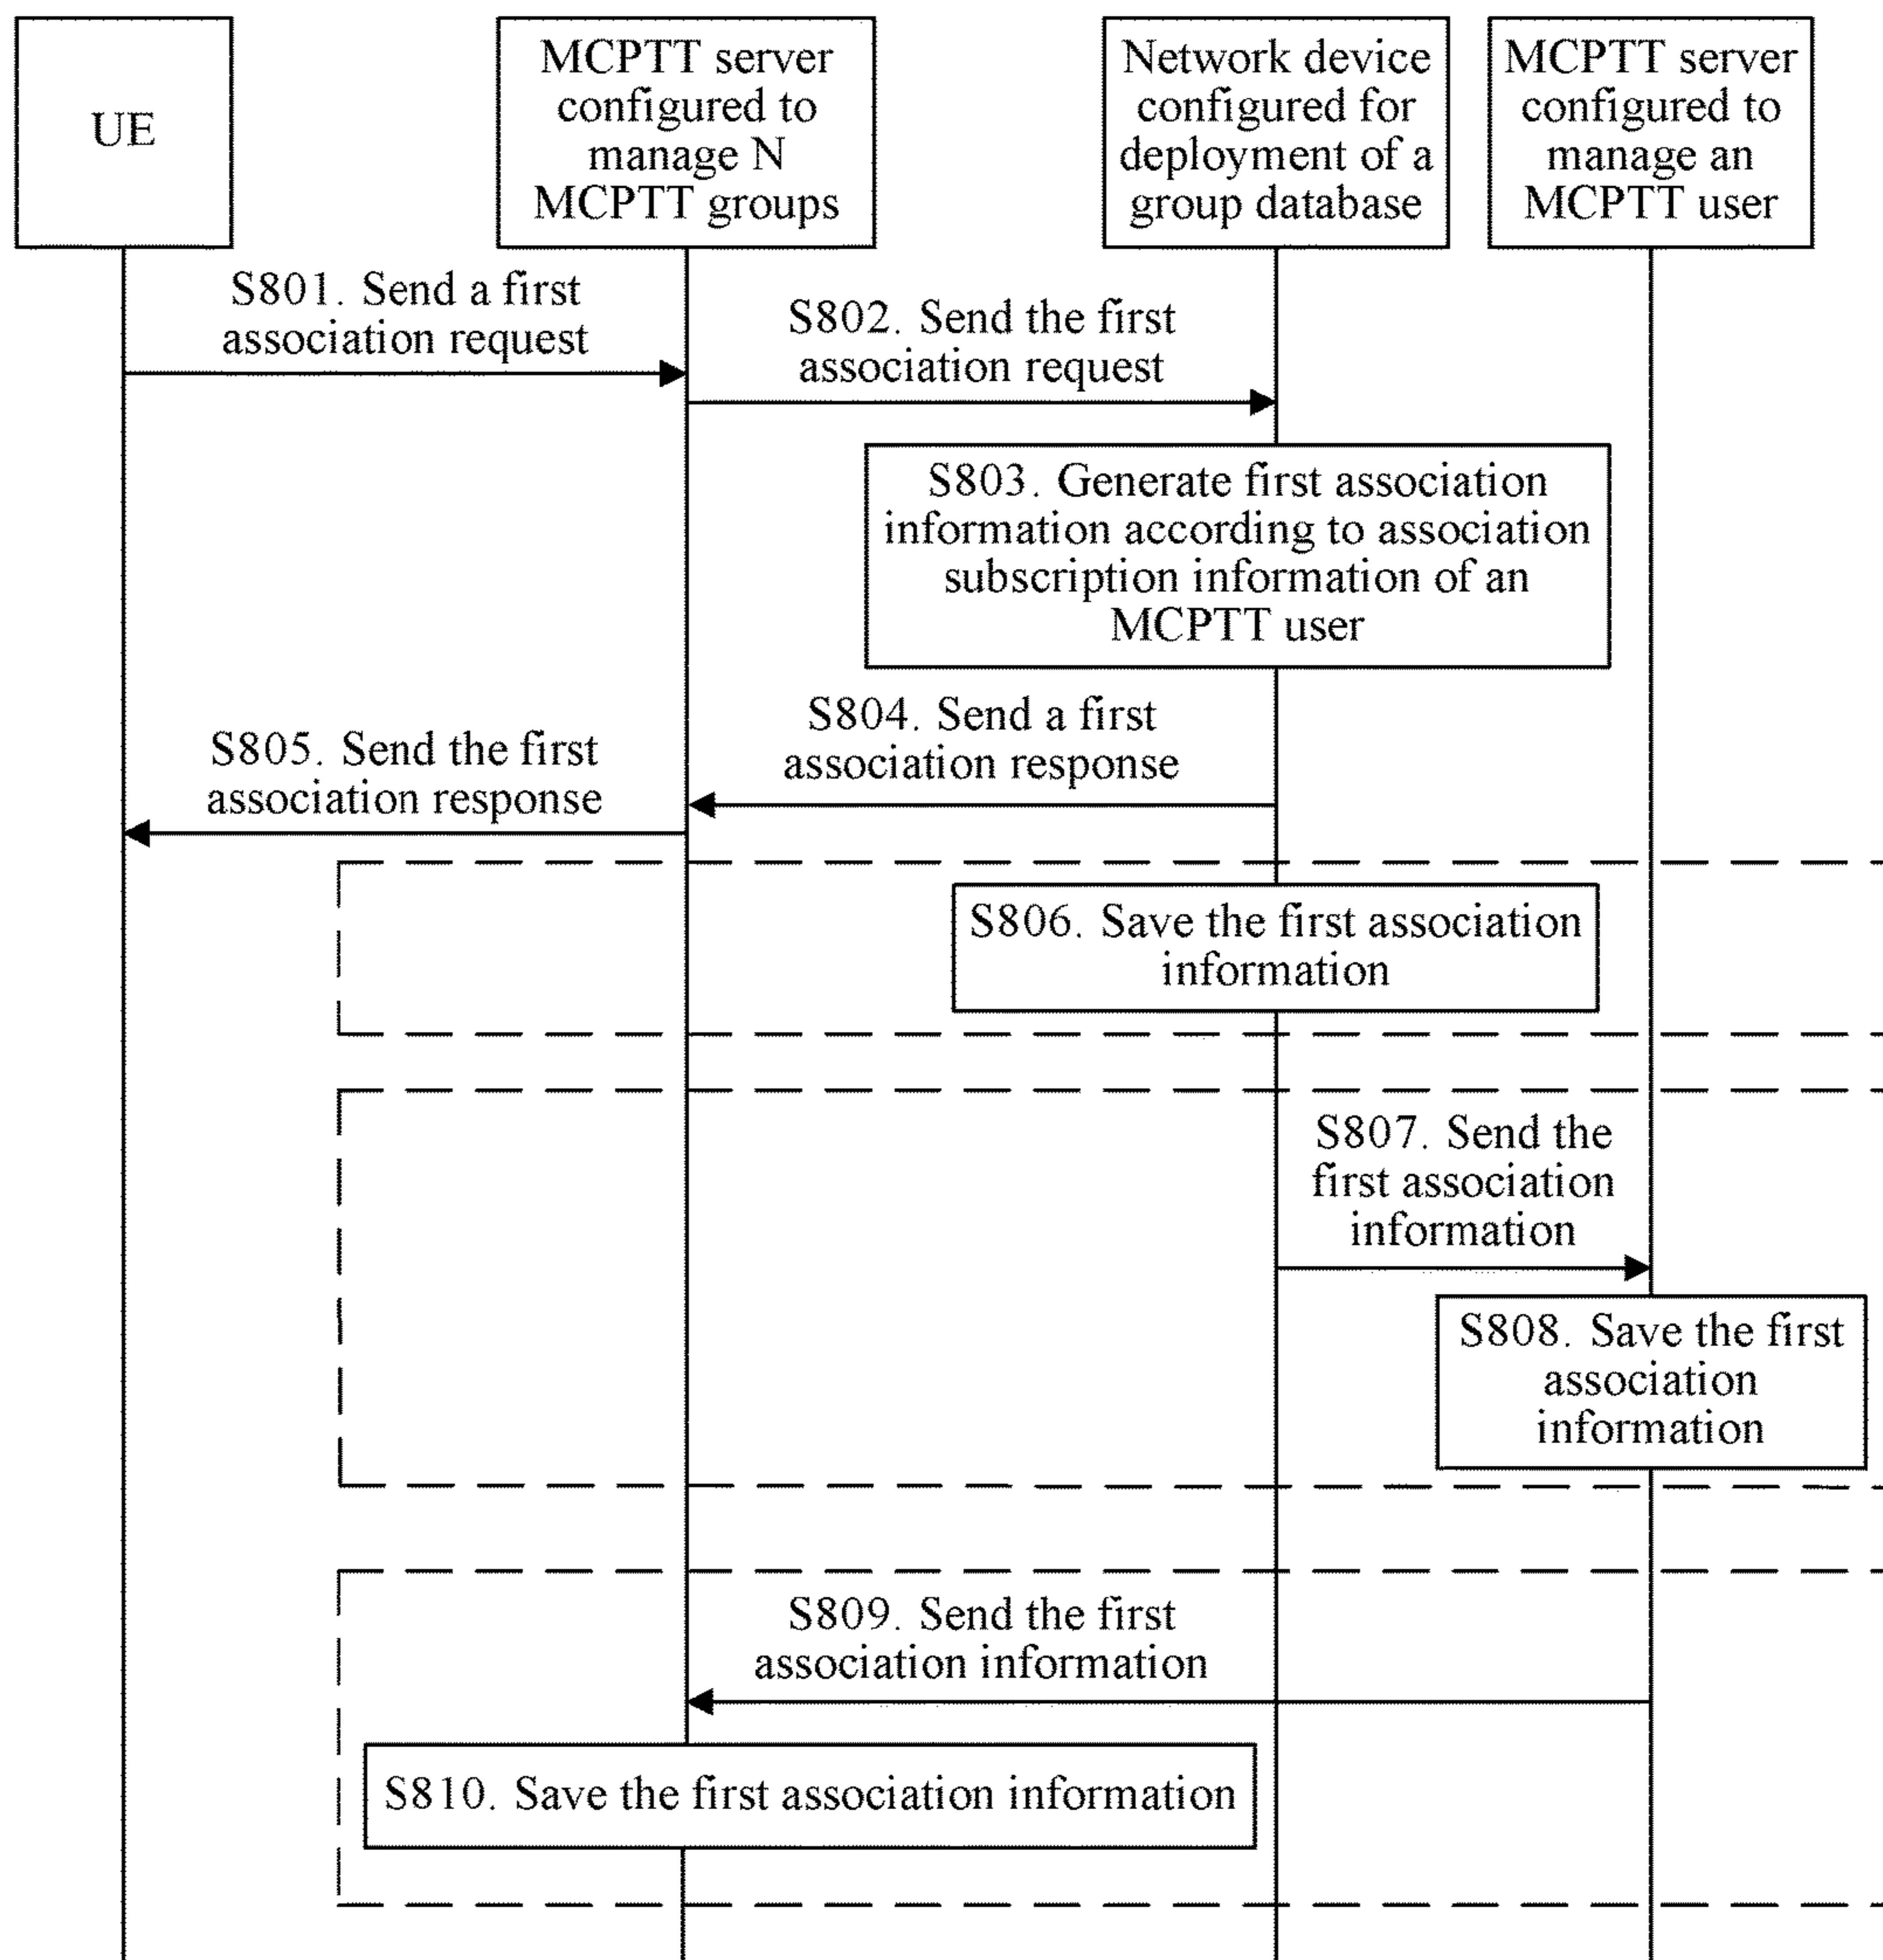 UE
MCPTT server
configured to
manage N
MCPTT groups
Network device
configured for
deployment of a
group database
MCPTT server
configured to
manage an
MCPTT user
S801. Send a first
association request
S802. Send the first
association request
S803. Generate first association
information according to association
subscription information of an
MCPTT user
S804. Send a first
association response
S805. Send the first
association response
S806. Save the first association
information
S807. Send the
first association
information
S808. Save the first
association
information
S809. Send the first
association information
S810. Save the first association information